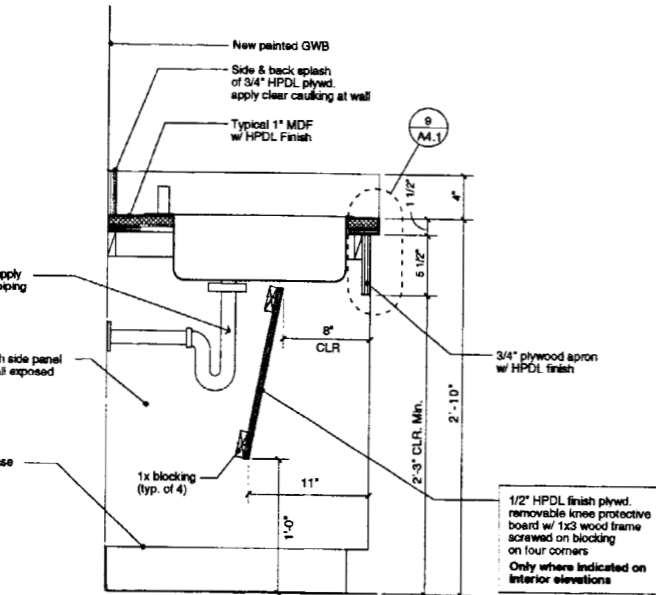 New painted GWB
Side & back splash
of 3/4" HPDL plywd.
apply clear caulking at wall
Typical 1" MDF
w/ HPDL Finish
9
A4.1
1 1/2"
4"
5 1/2"
piping
8"
CLR
side panel
exposed
3/4" plywood apron
w/ HPDL finish
2'-3" CLR. Min.
2'-10"
1x blocking
(typ. of 4)
11"
1'-0"
1/2" HPDL finish plywd.
removable knee protective
board w/ 1x3 wood frame
screwed on blocking
on four corners
Only where indicated on
interior elevations